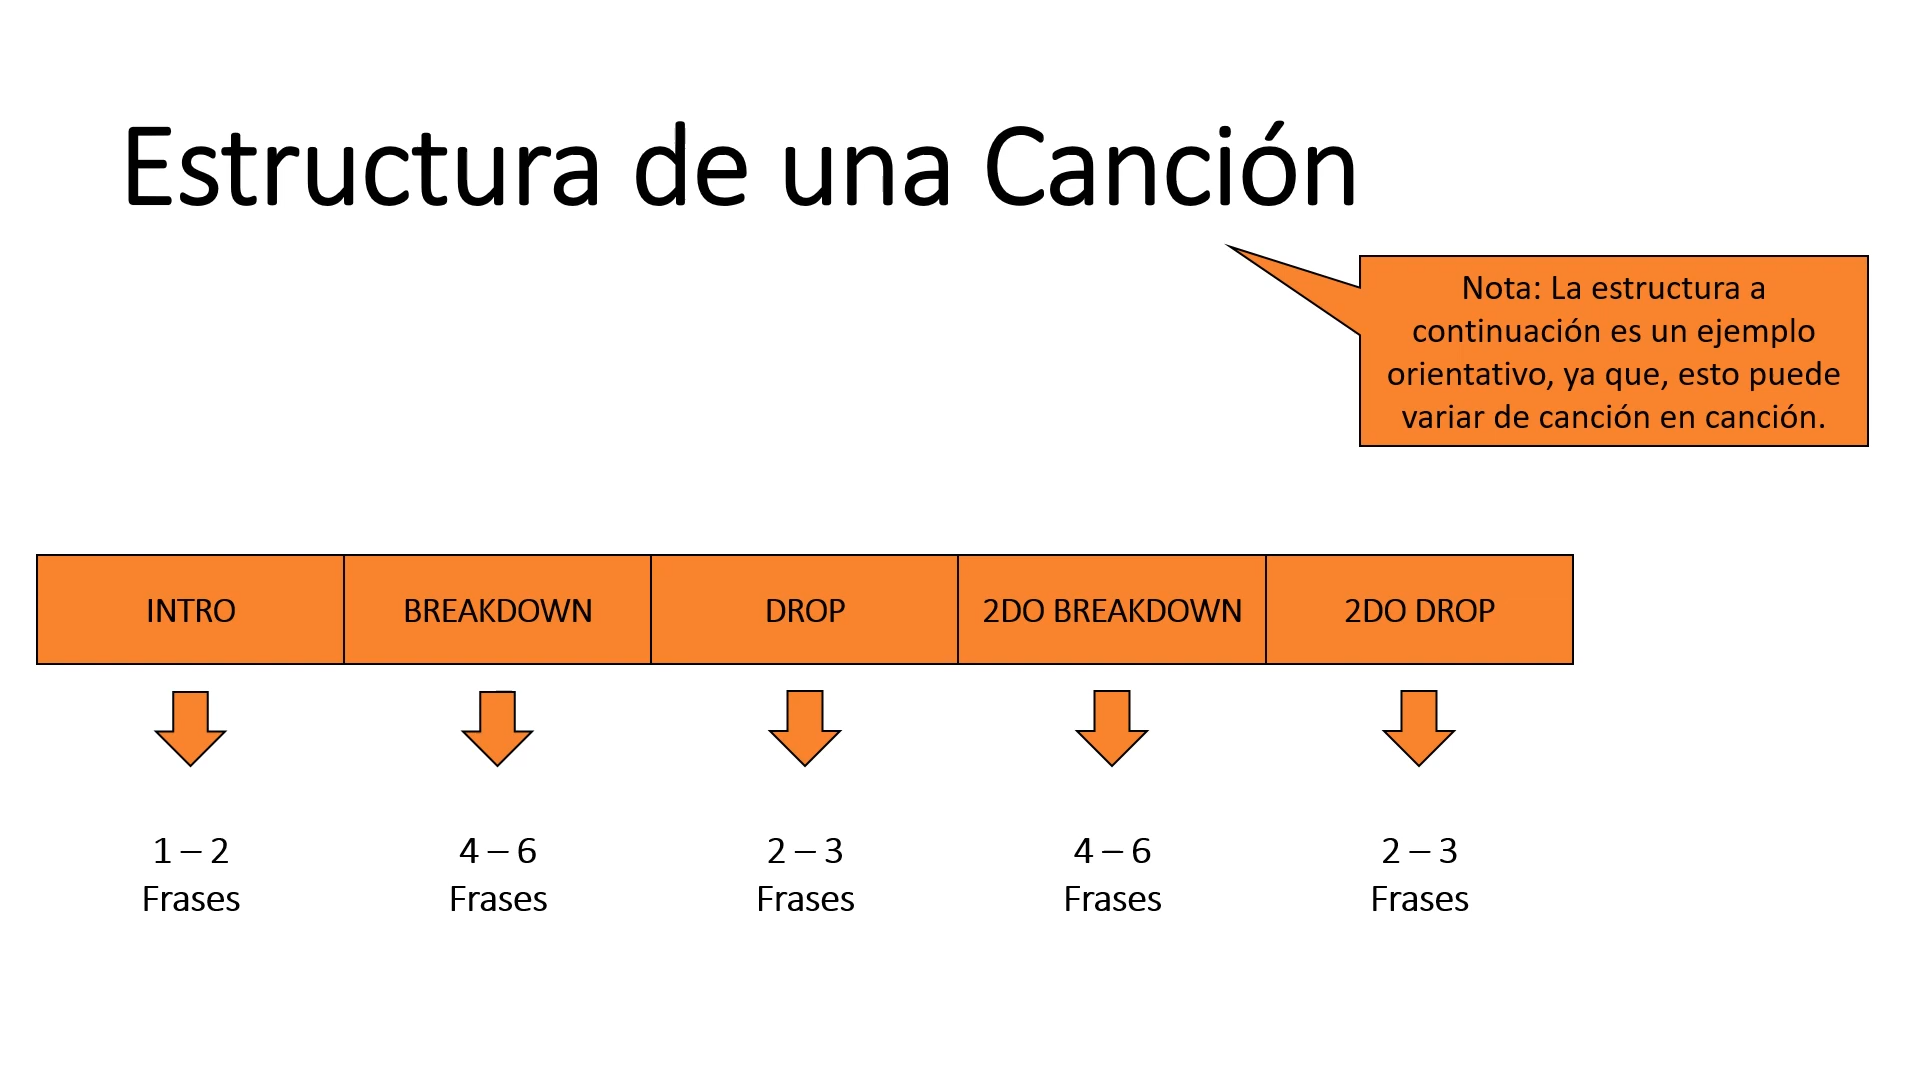 Estructura de una Canción
Nota: La estructura a
continuación es un ejemplo
orientativo, ya que, esto puede
variar de canción en canción.
INTRO
BREAKDOWN
DROP
2DO BREAKDOWN
2DO DROP
1 – 2
Frases
4 – 6
Frases
2 – 3
Frases
4 – 6
Frases
2 – 3
Frases